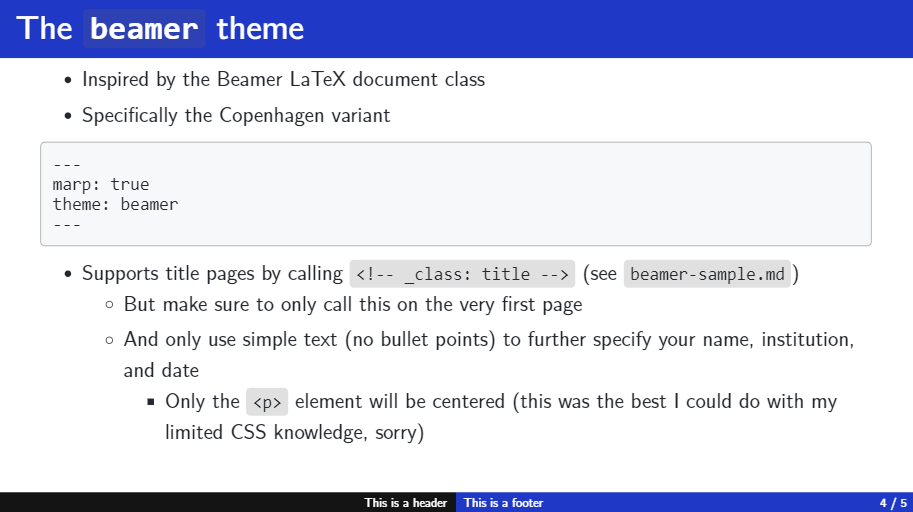 The beamer theme
• Inspired by the Beamer LaTeX document class
• Specifically the Copenhagen variant
---
marp: true
theme: beamer
---
• Supports title pages by calling <!-- _class: title --> (see beamer-sample.md)
◦ But make sure to only call this on the very first page
◦ And only use simple text (no bullet points) to further specify your name, institution,
and date
▪ Only the <p> element will be centered (this was the best I could do with my
limited CSS knowledge, sorry)
This is a header This is a footer 4 / 5